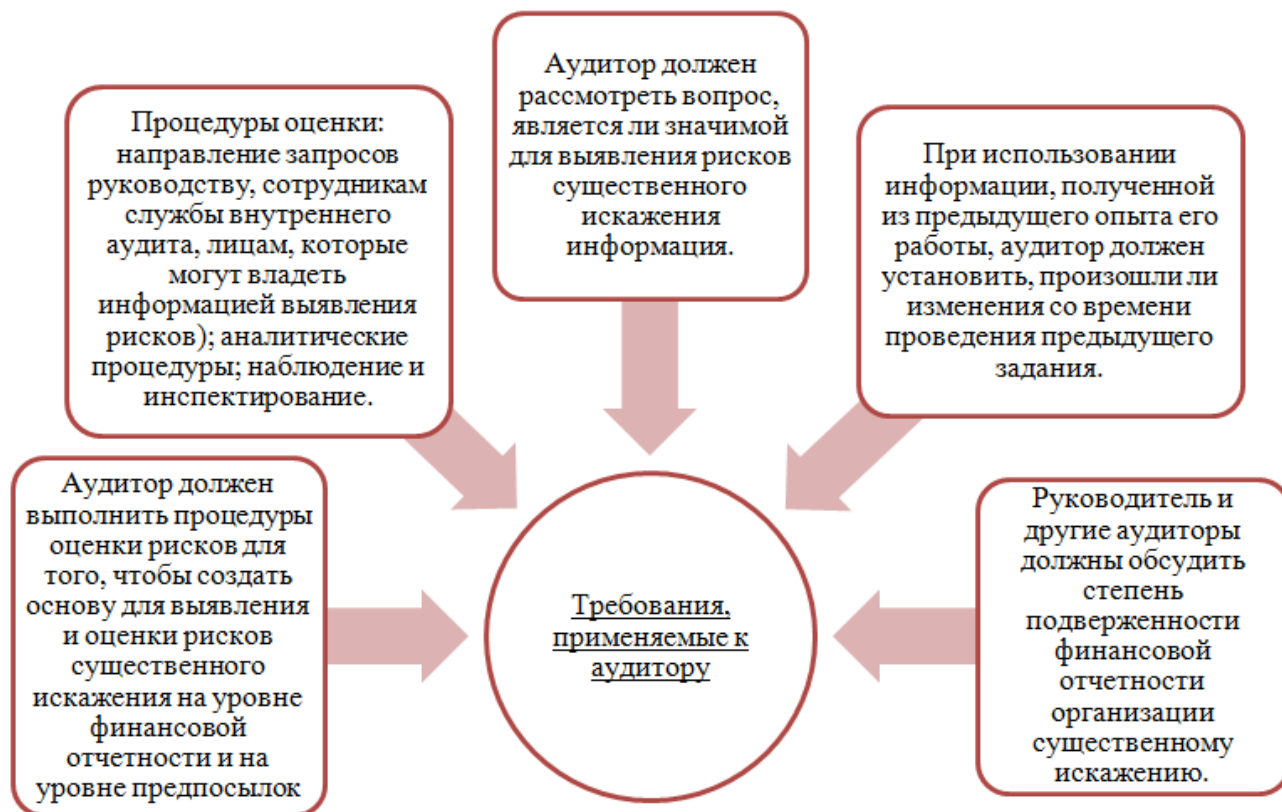 Аудитор должен
рассмотреть вопрос,
является ли значимой
для выявления рисков
существенного
искажения
информация.
Процедуры оценки:
направление запросов
руководству, сотрудникам
службы внутреннего
аудита, лицам, которые
могут владеть
информацией выявления
рисков); аналитические
процедуры; наблюдение и
инспектирование.
При использовании
информации, полученной
из предыдущего опыта его
работы, аудитор должен
установить, произошли ли
изменения со времени
проведения предыдущего
задания.
Аудитор должен
выполнить процедуры
оценки рисков для
того, чтобы создать
основу для выявления
и оценки рисков
существенного
искажения на уровне
финансовой
отчетности и на
уровне предпосылок
Требования,
применяемые к
аудитору
Руководитель и
другие аудиторы
должны обсудить
степень
подверженности
финансовой
отчетности
организации
существенному
искажению.